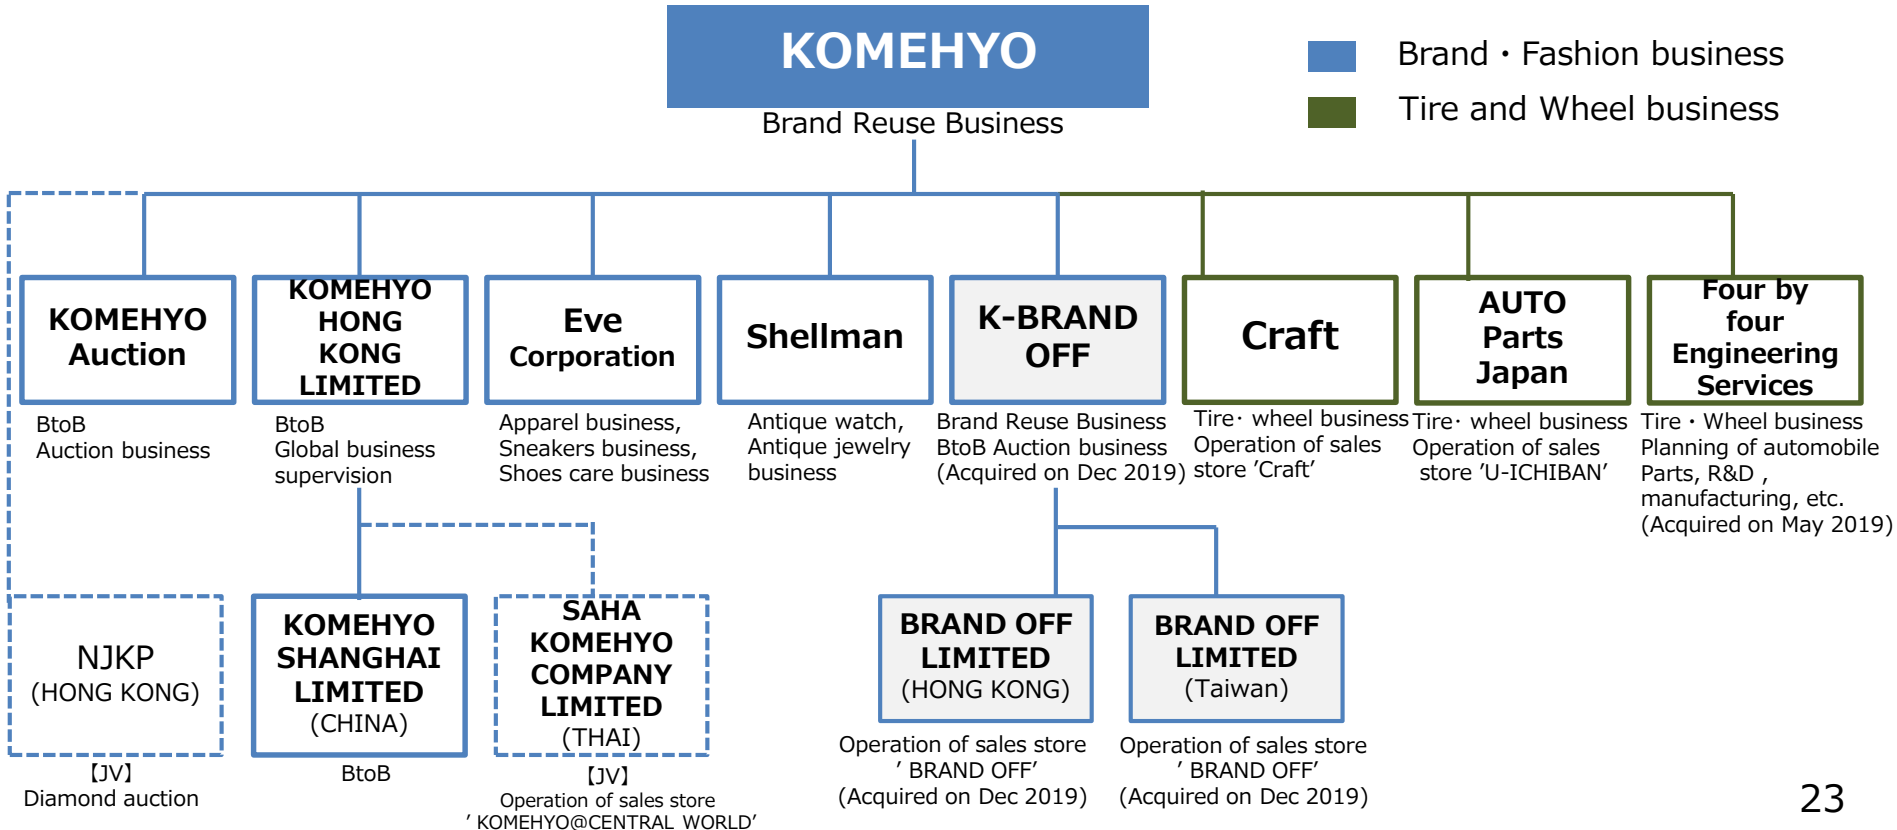 KOMEHYO
Brand Reuse Business
Brand・Fashion business
Tire and Wheel business
KOMEHYO
Auction
BtoB
Auction business
KOMEHYO
HONG
KONG
LIMITED
BtoB
Global business
supervision
Eve
Corporation
Apparel business,
Sneakers business,
Shoes care business
Shellman
Antique watch,
Antique jewelry
business
K-BRAND
OFF
Brand Reuse Business
BtoB Auction business
(Acquired on Dec 2019)
Craft
Tire・wheel business
Operation of sales
store ’Craft’
AUTO
Parts
Japan
Tire・wheel business
Operation of sales
store ’U-ICHIBAN’
Four by
four
Engineering
Services
Tire・Wheel business
Planning of automobile
Parts, R&D ,
manufacturing, etc.
(Acquired on May 2019)
NJKP
(HONG KONG)
【JV】
Diamond auction
KOMEHYO
SHANGHAI
LIMITED
(CHINA)
BtoB
SAHA
KOMEHYO
COMPANY
LIMITED
(THAI)
【JV】
Operation of sales store
’ KOMEHYO@CENTRAL WORLD’
BRAND OFF
LIMITED
(HONG KONG)
Operation of sales store
’ BRAND OFF’
(Acquired on Dec 2019)
BRAND OFF
LIMITED
(Taiwan)
Operation of sales store
’ BRAND OFF’
(Acquired on Dec 2019)
23